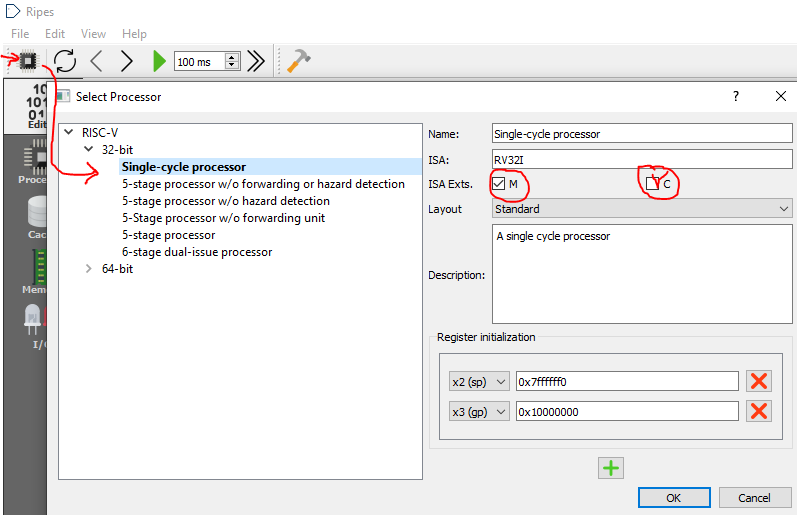 Ripes
File Edit View Help
100 ms
Select Processor
?
RISC-V
32-bit
Single-cycle processor
5-stage processor w/o forwarding or hazard detection
5-stage processor w/o hazard detection
5-Stage processor w/o forwarding unit
5-stage processor
6-stage dual-issue processor
64-bit
Name: Single-cycle processor
ISA: RV32I
ISA Exts. M C
Layout Standard
Description: A single cycle processor
Register initialization
x2 (sp) 0x7ffffff0
x3 (gp) 0x10000000
OK Cancel
10
101
01
Edit
Proce
Cac
Mem
I/